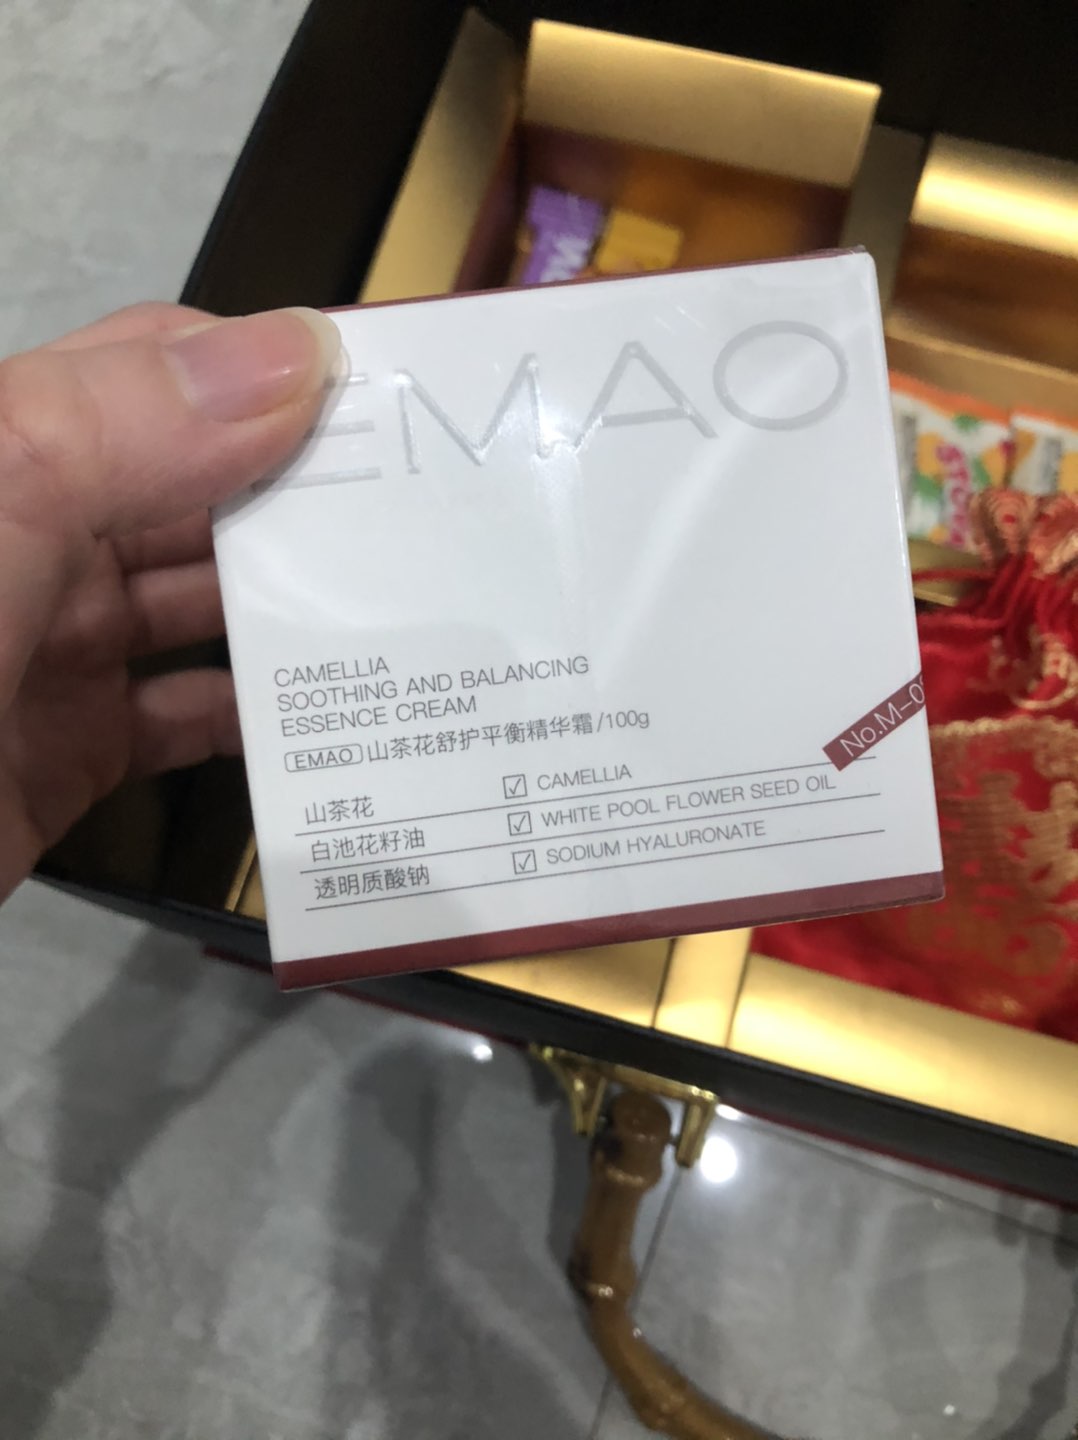 EMAO
CAMELLIA
SOOTHING AND BALANCING
ESSENCE CREAM
EMAO 山茶花舒护平衡精华霜/100g
山茶花 ☑ CAMELLIA
白池花籽油 ☑ WHITE POOL FLOWER SEED OIL
透明质酸钠 ☑ SODIUM HYALURONATE